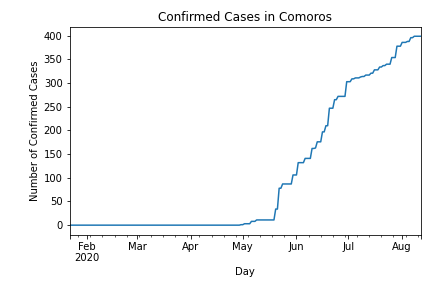 Confirmed Cases in Comoros
400
350
300
250
200
150
100
50
0
Number of Confirmed Cases
Feb Mar Apr May Jun Jul Aug
2020
Day